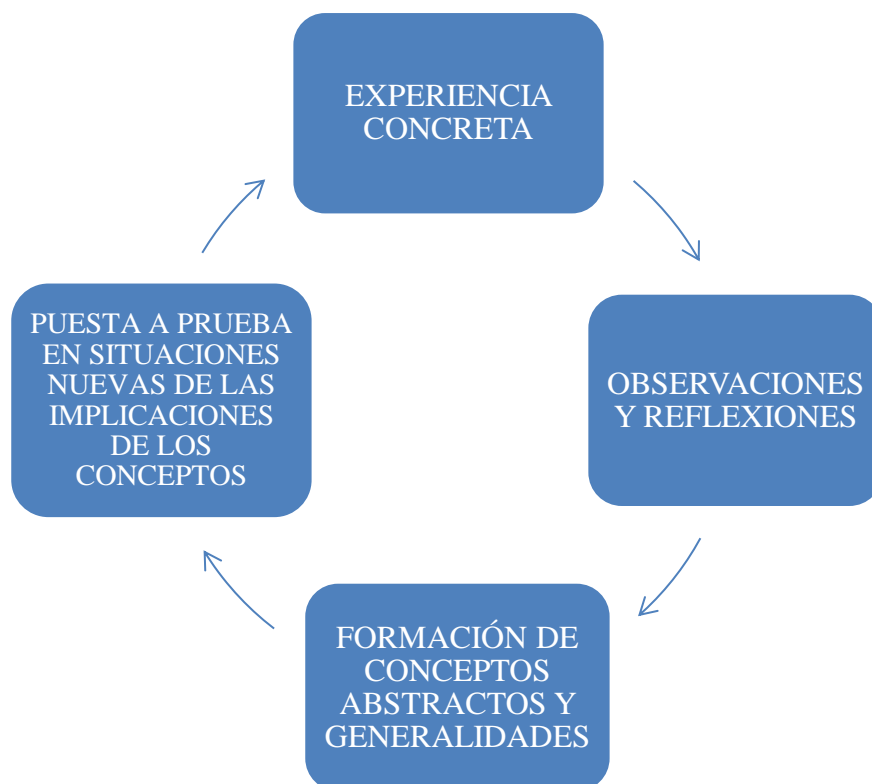 EXPERIENCIA
CONCRETA
OBSERVACIONES
Y REFLEXIONES
FORMACIÓN DE
CONCEPTOS
ABSTRACTOS Y
GENERALIDADES
PUESTA A PRUEBA
EN SITUACIONES
NUEVAS DE LAS
IMPLICACIONES
DE LOS
CONCEPTOS